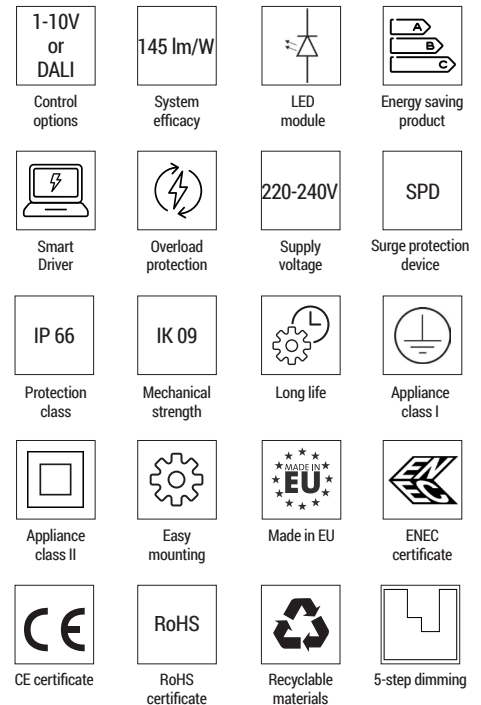 1-10V
or
DALI
Control
options
145 lm/W
System
efficacy
LED
module
A
B
C
Energy saving
product
Smart
Driver
Overload
protection
220-240V
Supply
voltage
SPD
Surge protection
device
IP 66
Protection
class
IK 09
Mechanical
strength
Long life
Appliance
class I
Appliance
class II
Easy
mounting
MADE IN
EU
Made in EU
ENEC
ENEC
certificate
CE
CE certificate
RoHS
RoHS
certificate
Recyclable
materials
5-step dimming